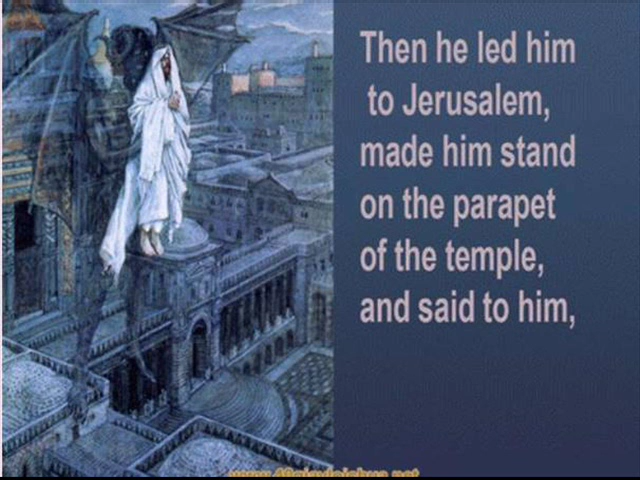 Then he led him
to Jerusalem,
made him stand
on the parapet
of the temple,
and said to him,